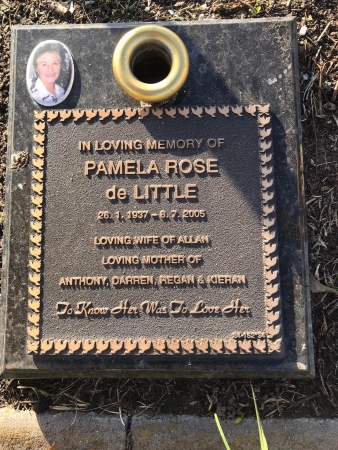 IN LOVING MEMORY OF
PAMELA ROSE
de LITTLE
26. 1. 1937 - 8. 7. 2005
LOVING WIFE OF ALLAN
LOVING MOTHER OF
ANTHONY, DARREN, REGAN & KIERAN
To Know Her Was To Love Her.